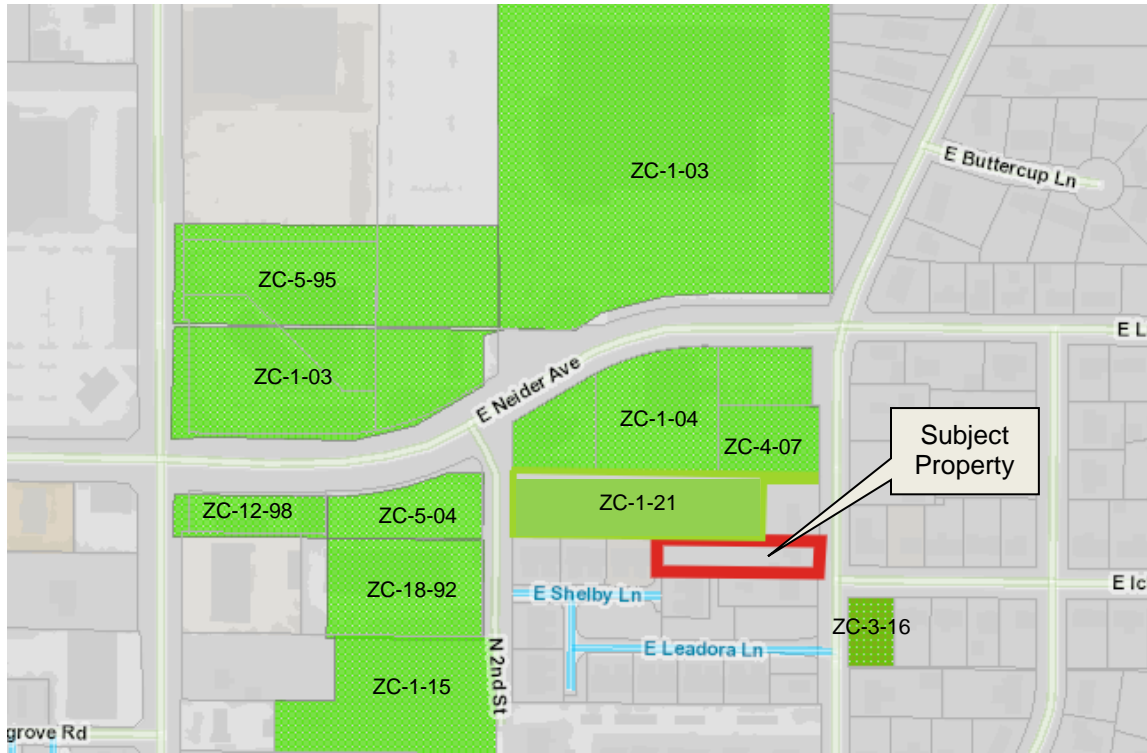 ZC-1-03
E Buttercup Ln
ZC-5-95
E L
ZC-1-03
E Neider Ave
ZC-1-04
ZC-4-07
Subject
Property
ZC-12-98
ZC-5-04
ZC-1-21
ZC-18-92
E Shelby Ln
E Ic
ZC-3-16
E Leadora Ln
N 2nd St
ZC-1-15
grove Rd